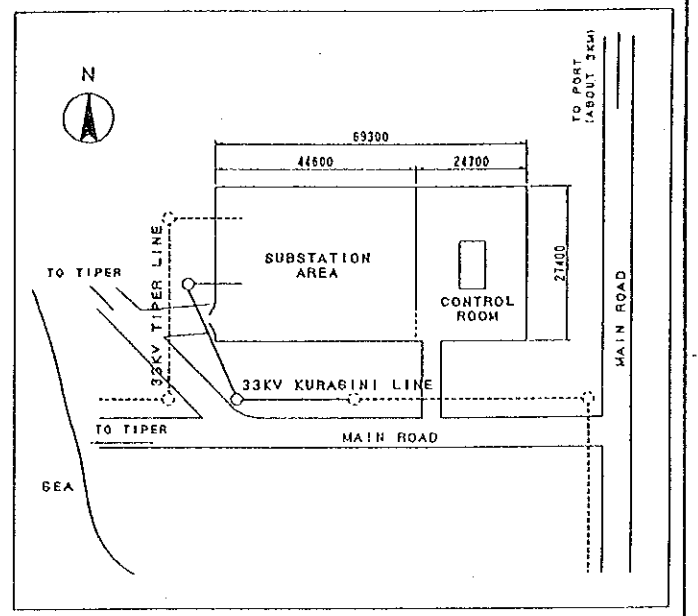 N
TO PORT
(ABOUT 3KM)
69300
44600
24700
27400
SUBSTATION
AREA
CONTROL
ROOM
TO TIPER
33KV TIPER LINE
MAIN ROAD
33KV KURAGINI LINE
TO TIPER
MAIN ROAD
SEA